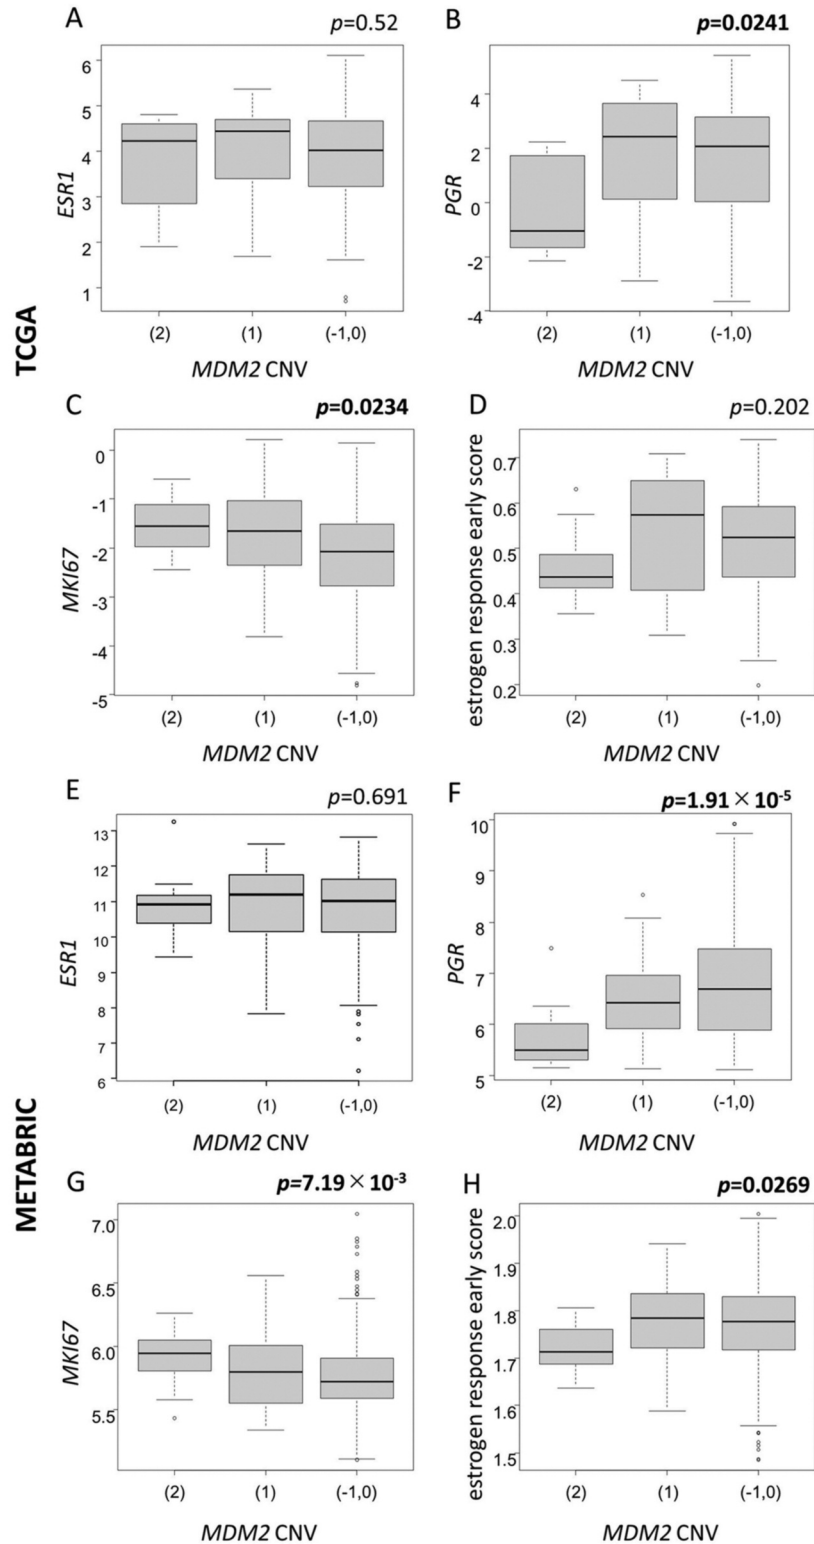 TCGA
A
p=0.52
6
5
4
3
2
1
ESR1
(2) (1) (-1,0)
MDM2 CNV
B
p=0.0241
4
2
0
-2
-4
PGR
(2) (1) (-1,0)
MDM2 CNV
C
p=0.0234
0
-1
-2
-3
-4
-5
MKI67
(2) (1) (-1,0)
MDM2 CNV
D
p=0.202
0.7
0.6
0.5
0.4
0.3
0.2
estrogen response early score
(2) (1) (-1,0)
MDM2 CNV
METABRIC
E
p=0.691
13
12
11
10
9
8
7
6
ESR1
(2) (1) (-1,0)
MDM2 CNV
F
p=1.91×10-5
10
9
8
7
6
5
PGR
(2) (1) (-1,0)
MDM2 CNV
G
p=7.19×10-3
7.0
6.5
6.0
5.5
MKI67
(2) (1) (-1,0)
MDM2 CNV
H
p=0.0269
2.0
1.9
1.8
1.7
1.6
1.5
estrogen response early score
(2) (1) (-1,0)
MDM2 CNV